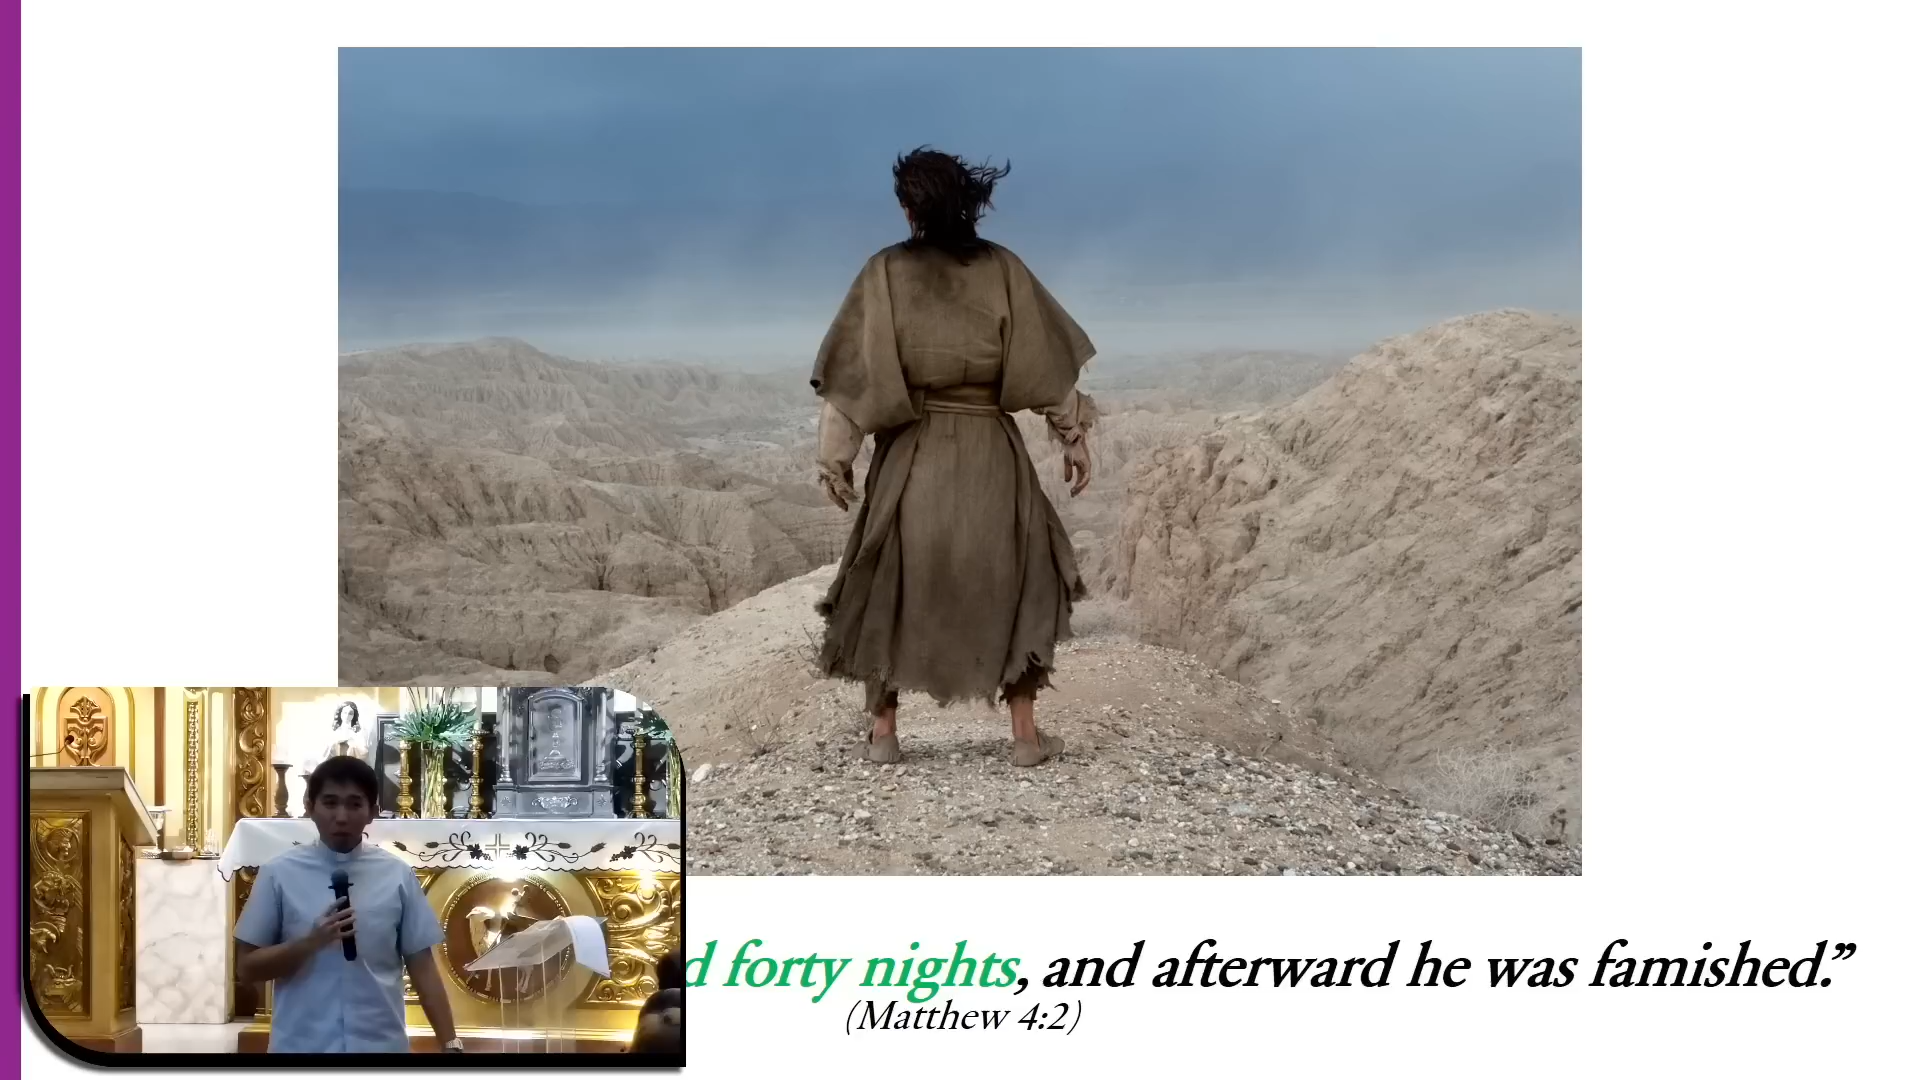 forty nights, and afterward he was famished.”
(Matthew 4:2)